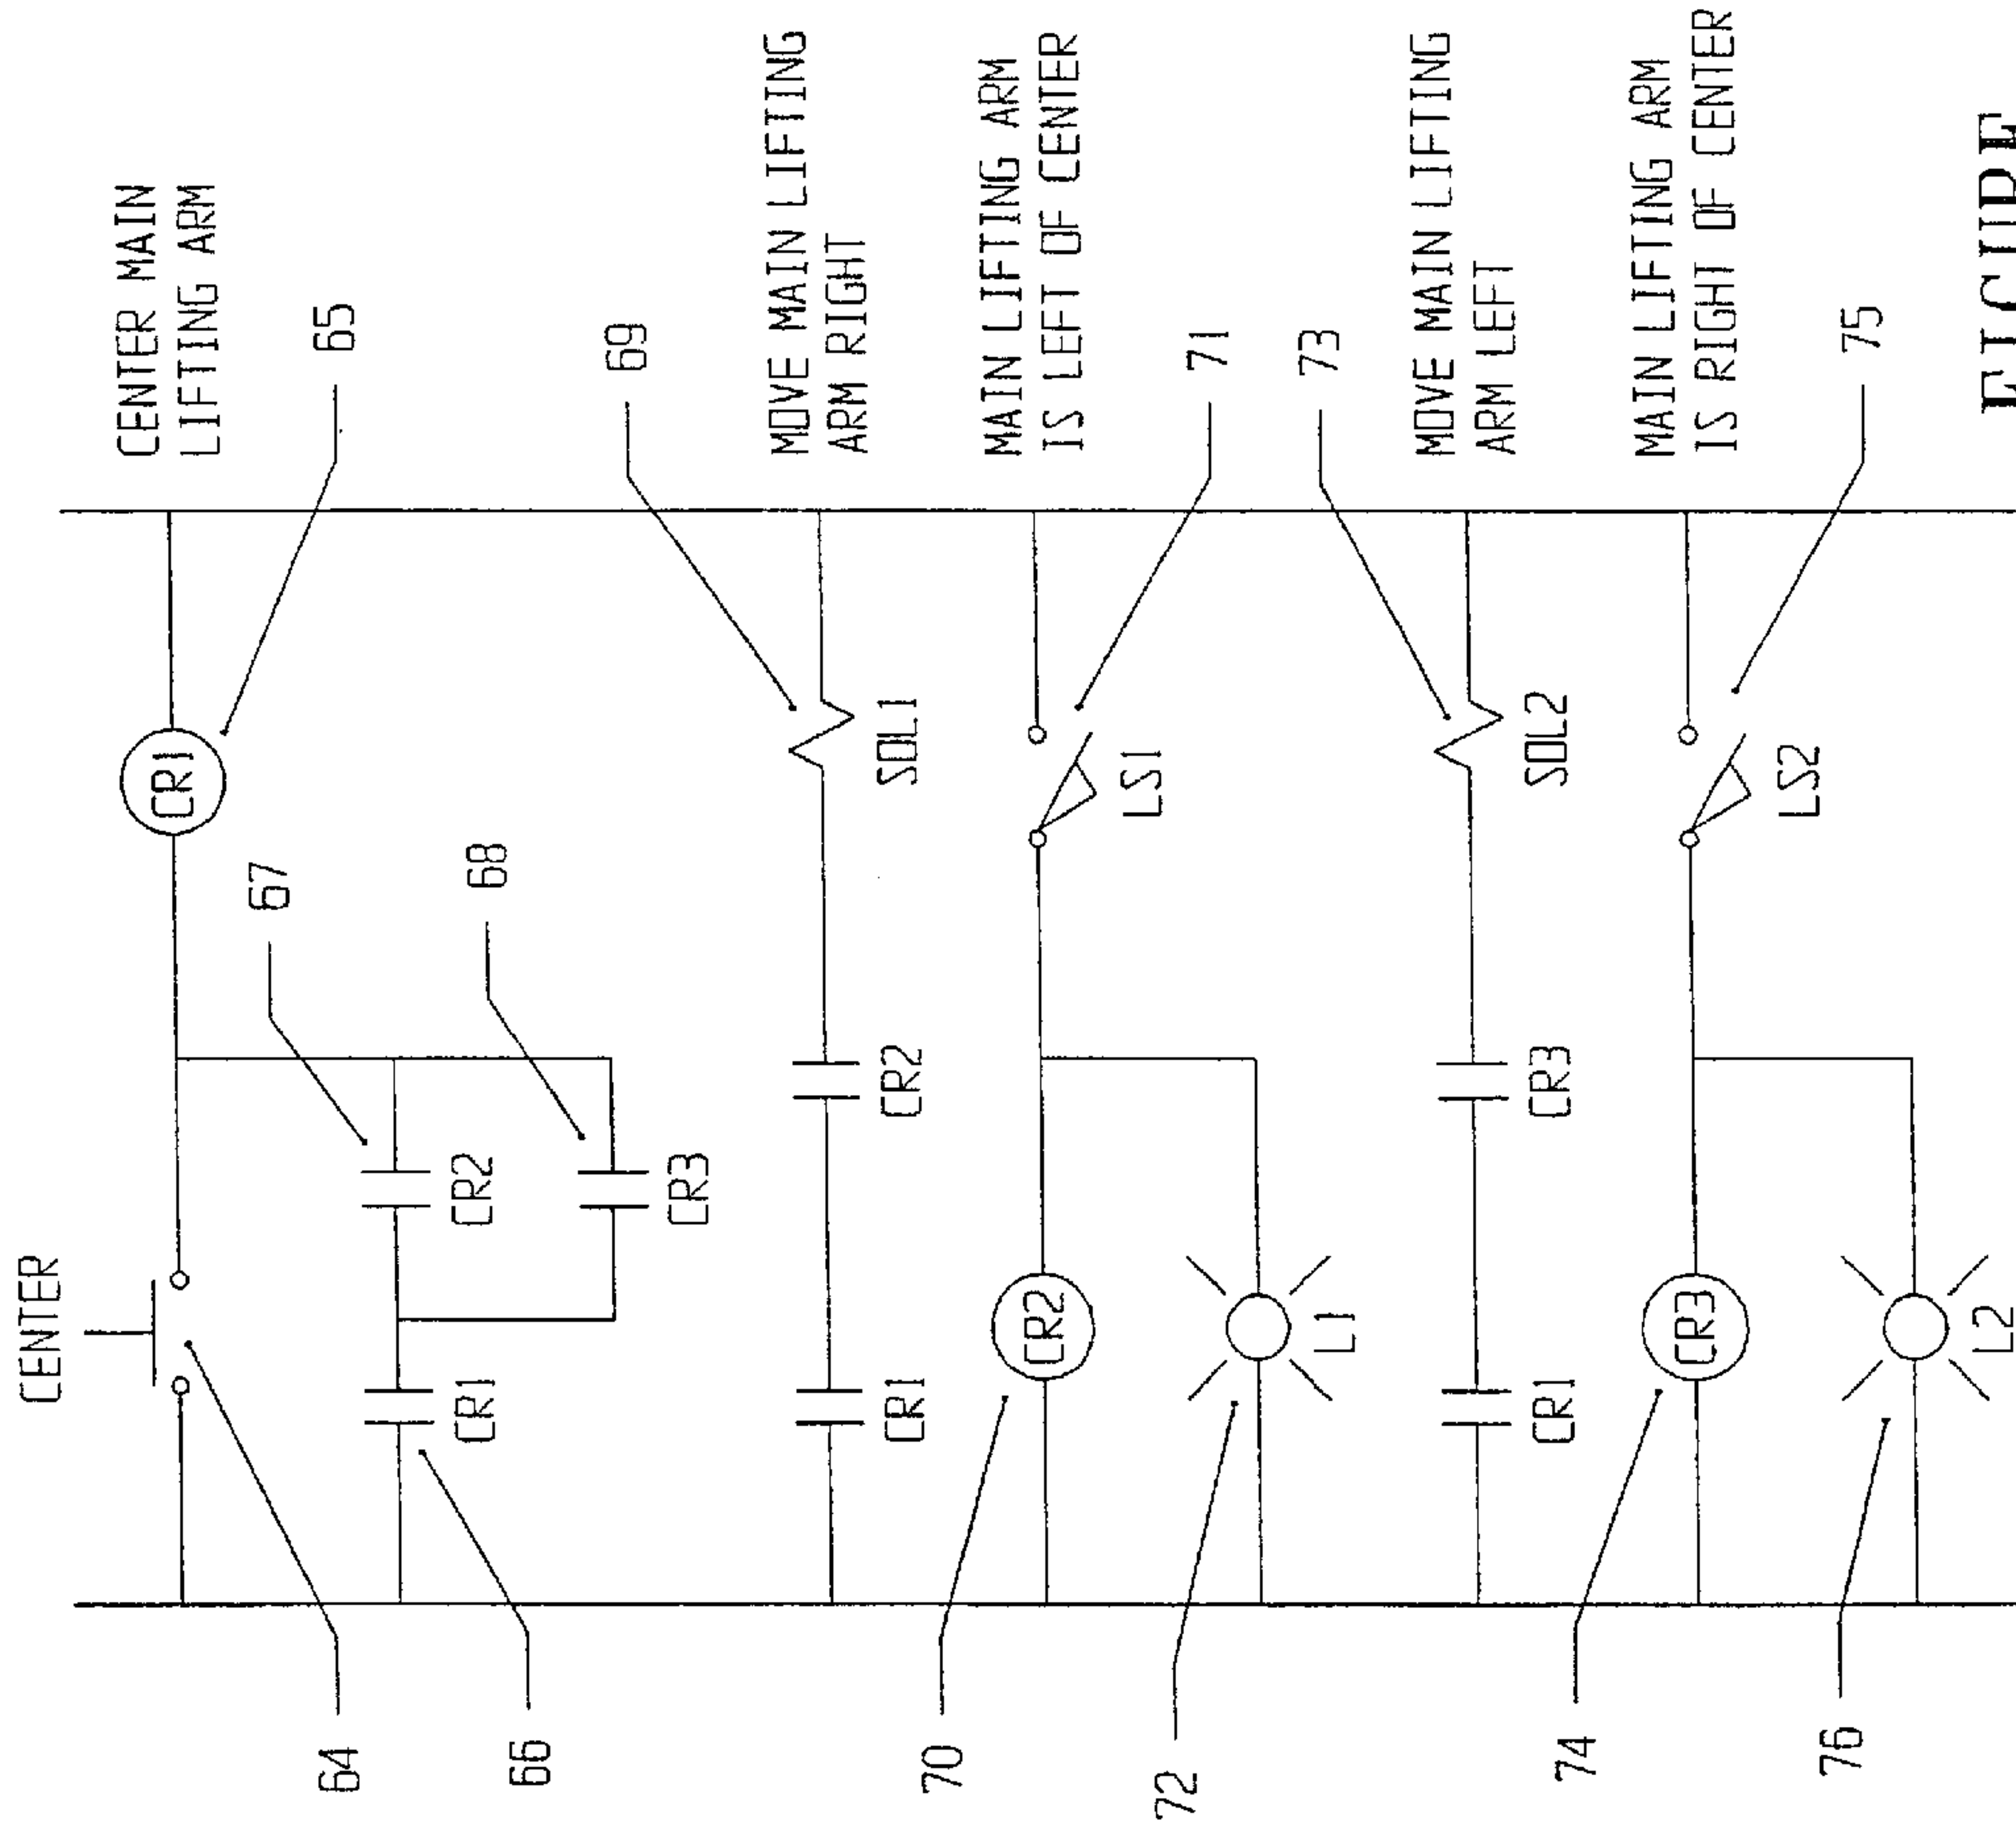 CENTER
CENTER MAIN
LIFTING ARM
CR1
65
67
68
64
CR1
66
CR2
CR3
69
MOVE MAIN LIFTING
ARM RIGHT
CR1
CR2
SOL1
MAIN LIFTING ARM
IS LEFT OF CENTER
71
70
CR2
LS1
72
L1
73
MOVE MAIN LIFTING
ARM LEFT
CR1
CR3
SOL2
MAIN LIFTING ARM
IS RIGHT OF CENTER
75
74
CR3
LS2
76
L2
FIGURE